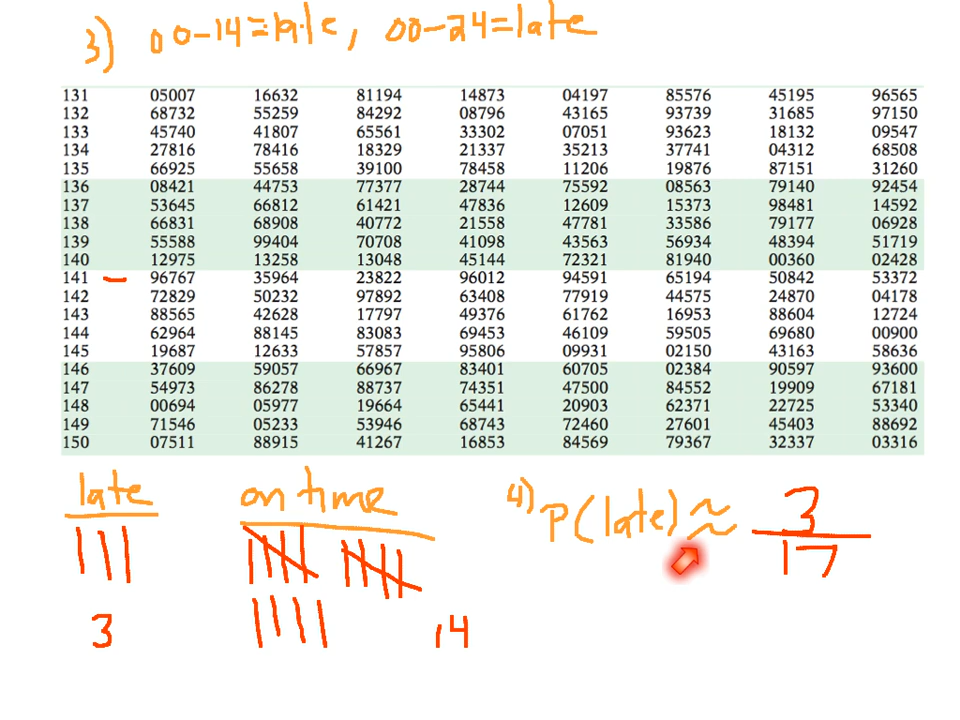 3) 00-14=late, 00-24=late
131 05007 16632 81194 14873 04197 85576 45195 96565
132 68732 55259 84292 08796 43165 93739 31685 97150
133 45740 41807 65561 33302 07051 93623 18132 09547
134 27816 78416 18329 21337 35213 37741 04312 68508
135 66925 55658 39100 78458 11206 19876 87151 31260
136 08421 44753 77377 28744 75592 08563 79140 92454
137 53645 66812 61421 47836 12609 15373 98481 14592
138 66831 68908 40772 21558 47781 33586 79177 06928
139 55588 99404 70708 41098 43563 56934 48394 51719
140 12975 13258 13048 45144 72321 81940 00360 02428
141 96767 35964 23822 96012 94591 65194 50842 53372
142 72829 50232 97892 63408 77919 44575 24870 04178
143 88565 42628 17797 49376 61762 16953 88604 12724
144 62964 88145 83083 69453 46109 59505 69680 00900
145 19687 12633 57857 95806 09931 02150 43163 58636
146 37609 59057 66967 83401 60705 02384 90597 93600
147 54973 86278 88737 74351 47500 84552 19909 67181
148 00694 05977 19664 65441 20903 62371 22725 53340
149 71546 05233 53946 68743 72460 27601 45403 88692
150 07511 88915 41267 16853 84569 79367 32337 03316
late on time 4) P(late) ≈ 3/17
3 14